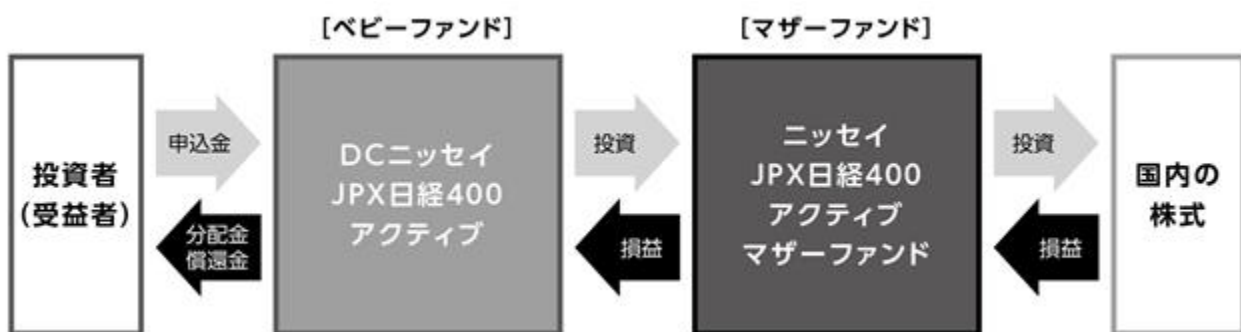 [ベビーファンド]
[マザーファンド]
投資者
(受益者)
申込金
分配金
償還金
DCニッセイ
JPX日経400
アクティブ
投資
損益
ニッセイ
JPX日経400
アクティブ
マザーファンド
投資
損益
国内の
株式